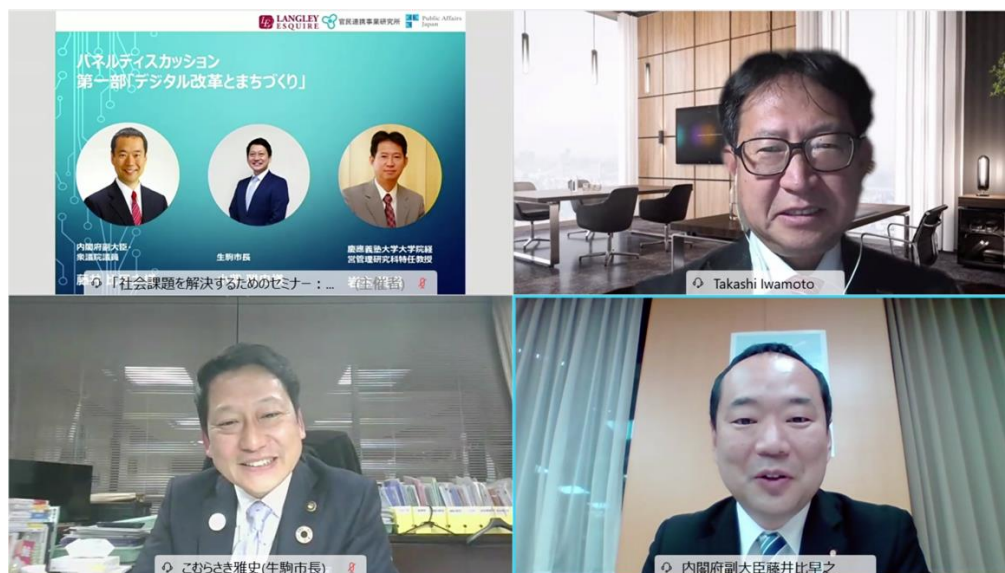 LANGLEY
ESQUIRE
官民連携事業研究所
Public Affairs
Japan
パネルディスカッション
第一部「デジタル改革とまちづくり」
内閣府副大臣・
衆議院議員
生駒市長
慶應義塾大学大学院経
営管理研究科特任教授
「社会課題を解決するためのセミナー：...
(主催者)
Takashi Iwamoto
こむらさき雅史(生駒市長)
内閣府副大臣藤井比早之